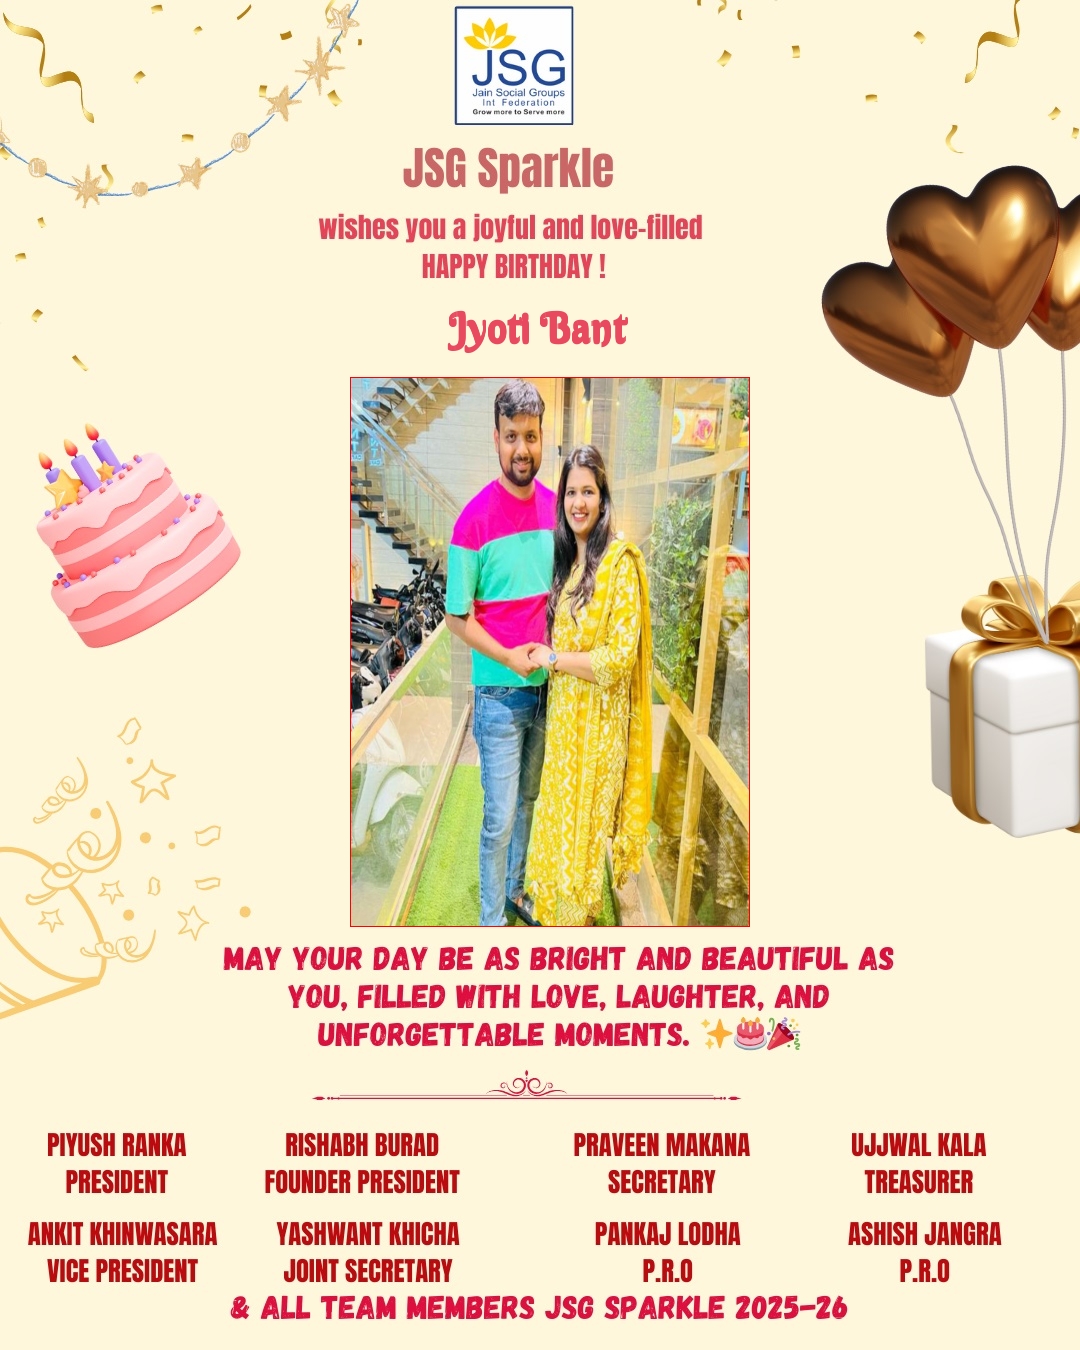 JSG
Jain Social Groups
Int Federation
Grow more to Serve more
JSG Sparkle
wishes you a joyful and love-filled
HAPPY BIRTHDAY !
Jyoti Bant
MAY YOUR DAY BE AS BRIGHT AND BEAUTIFUL AS
YOU, FILLED WITH LOVE, LAUGHTER, AND
UNFORGETTABLE MOMENTS. ✨🎂🎉
PIYUSH RANKA
PRESIDENT
RISHABH BURAD
FOUNDER PRESIDENT
PRAVEEN MAKANA
SECRETARY
UJJWAL KALA
TREASURER
ANKIT KHINWASARA
VICE PRESIDENT
YASHWANT KHICHA
JOINT SECRETARY
PANKAJ LODHA
P.R.O
ASHISH JANGRA
P.R.O
& ALL TEAM MEMBERS JSG SPARKLE 2025-26